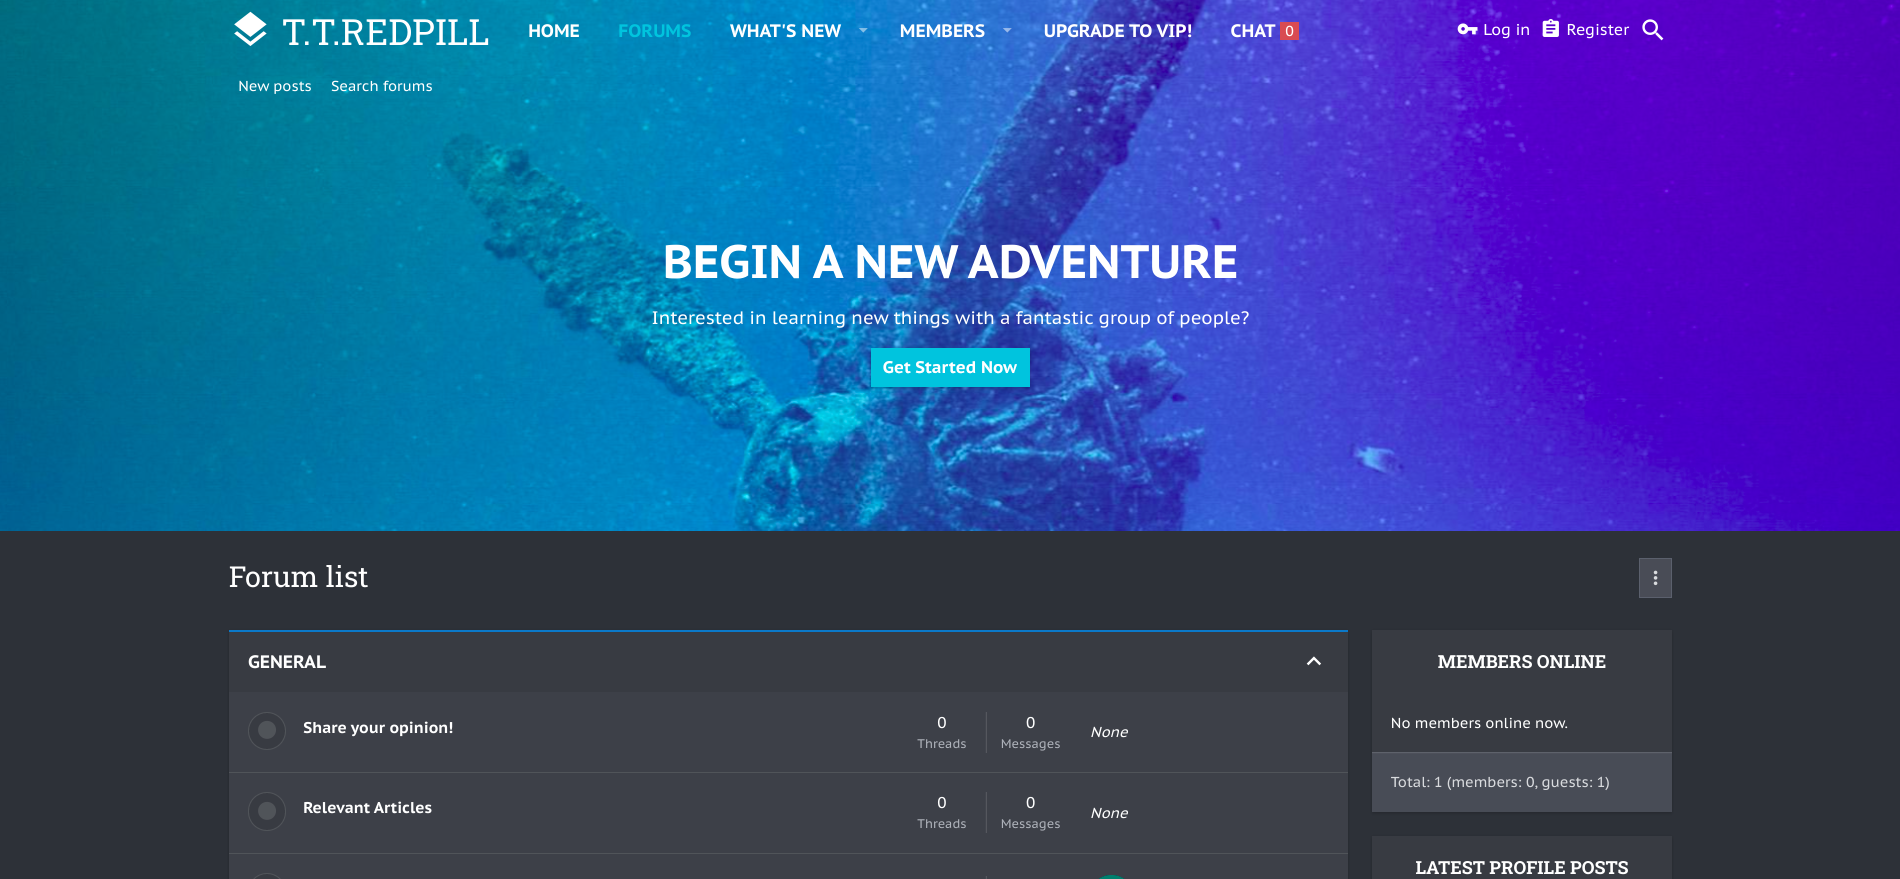 T.T.REDPILL
HOME
FORUMS
WHAT'S NEW
MEMBERS
UPGRADE TO VIP!
CHAT 0
Log in
Register
New posts
Search forums
BEGIN A NEW ADVENTURE
Interested in learning new things with a fantastic group of people?
Get Started Now
Forum list
GENERAL
Share your opinion!
0
Threads
0
Messages
None
Relevant Articles
0
Threads
0
Messages
None
MEMBERS ONLINE
No members online now.
Total: 1 (members: 0, guests: 1)
LATEST PROFILE POSTS